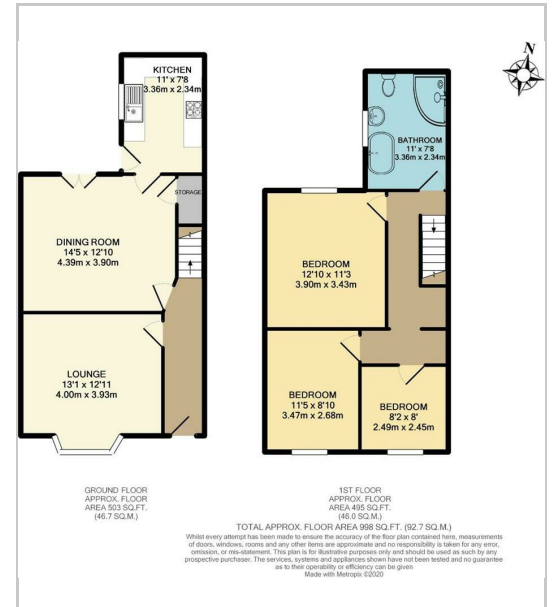 N
KITCHEN
11' x 7'8
3.36m x 2.34m
STORAGE
DINING ROOM
14'5 x 12'10
4.39m x 3.90m
LOUNGE
13'1 x 12'11
4.00m x 3.93m
BATHROOM
11' x 7'8
3.36m x 2.34m
BEDROOM
12'10 x 11'3
3.90m x 3.43m
BEDROOM
11'5 x 8'10
3.47m x 2.68m
BEDROOM
8'2 x 8'
2.49m x 2.45m
GROUND FLOOR
APPROX. FLOOR
AREA 503 SQ.FT.
(46.7 SQ.M.)
1ST FLOOR
APPROX. FLOOR
AREA 495 SQ.FT.
(46.0 SQ.M.)
TOTAL APPROX. FLOOR AREA 998 SQ.FT. (92.7 SQ.M.)
Whilst every attempt has been made to ensure the accuracy of the floor plan contained here, measurements
of doors, windows, rooms and any other items are approximate and no responsibility is taken for any error,
omission, or mis-statement. This plan is for illustrative purposes only and should be used as such by any
prospective purchaser. The services, systems and appliances shown have not been tested and no guarantee
as to their operability or efficiency can be given
Made with Metropix ©2020